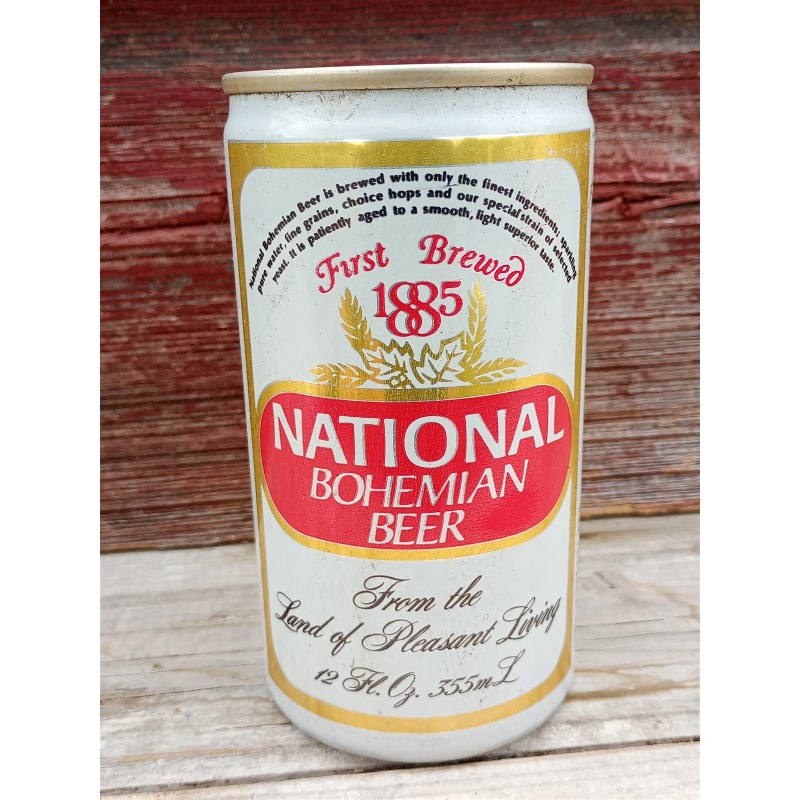 National Bohemian Beer is brewed with only the finest ingredients, sparkling
pure water, fine grains, choice hops and our special strain of selected
yeast. It is patiently aged to a smooth, light superior taste.
First Brewed
1885
NATIONAL
BOHEMIAN
BEER
From the
Land of Pleasant Living
12 Fl. Oz. 355mL